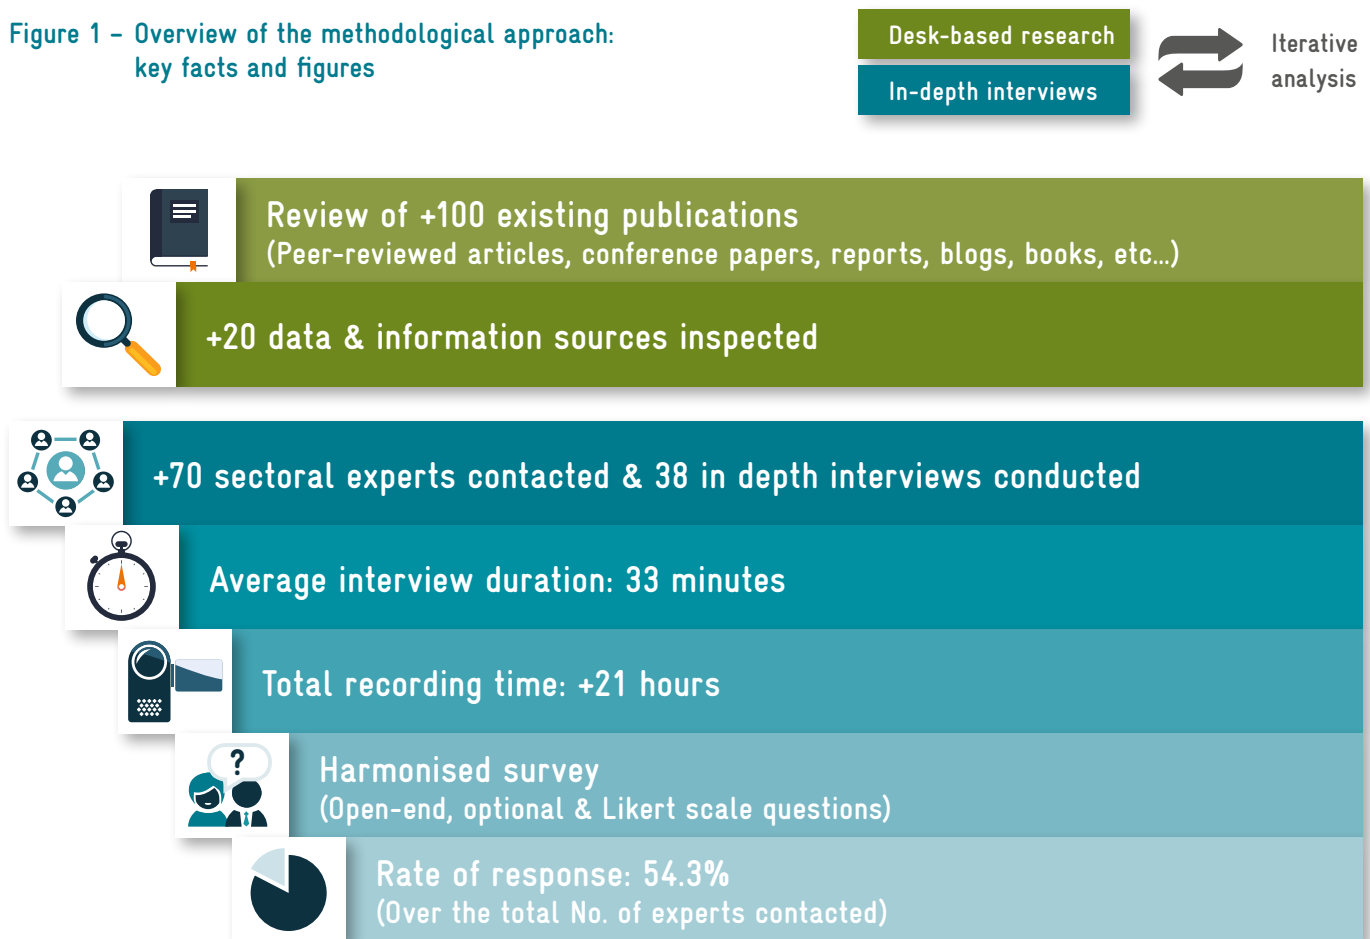 Figure 1 – Overview of the methodological approach:
key facts and figures
Desk-based research
In-depth interviews
Iterative
analysis
Review of +100 existing publications
(Peer-reviewed articles, conference papers, reports, blogs, books, etc...)
+20 data & information sources inspected
+70 sectoral experts contacted & 38 in depth interviews conducted
Average interview duration: 33 minutes
Total recording time: +21 hours
?
Harmonised survey
(Open-end, optional & Likert scale questions)
Rate of response: 54.3%
(Over the total No. of experts contacted)